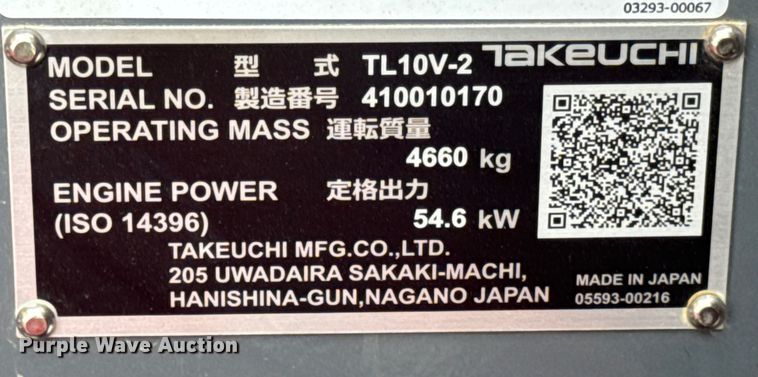 03293-00067
MODEL 型 式 TL10V-2 TAKEUCHI
SERIAL NO. 製造番号 410010170
OPERATING MASS 運転質量
4660 kg
ENGINE POWER 定格出力
(ISO 14396) 54.6 kW
TAKEUCHI MFG.CO.,LTD.
205 UWADAIRA SAKAKI-MACHI,
HANISHINA-GUN,NAGANO JAPAN
MADE IN JAPAN
05593-00216
Purple Wave Auction